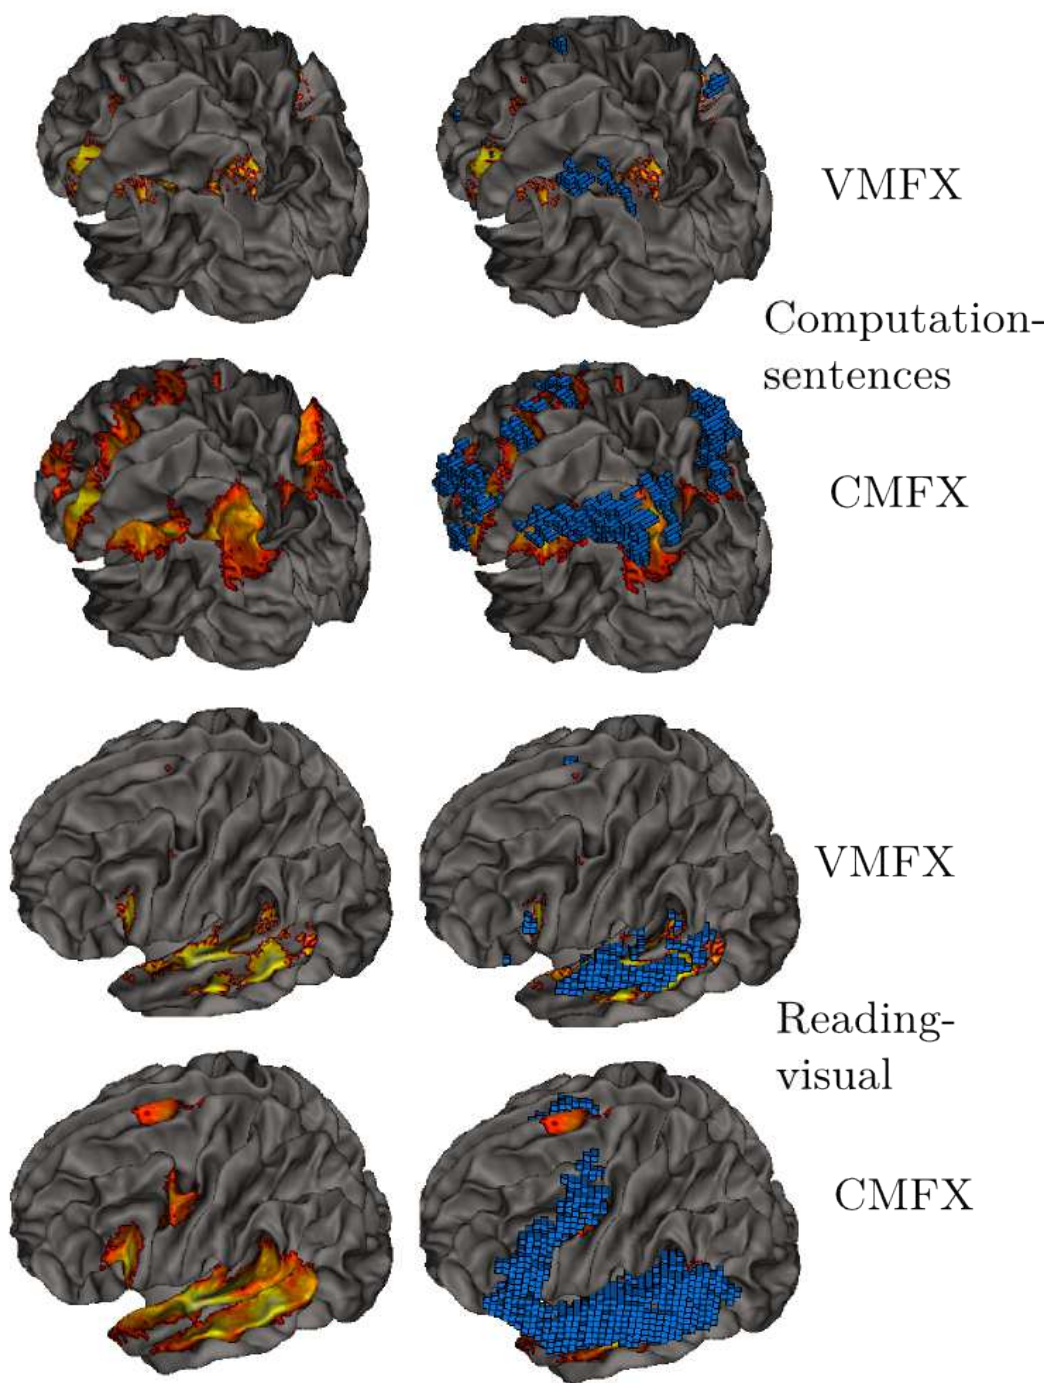 VMFX
Computation-
sentences
CMFX
VMFX
Reading-
visual
CMFX